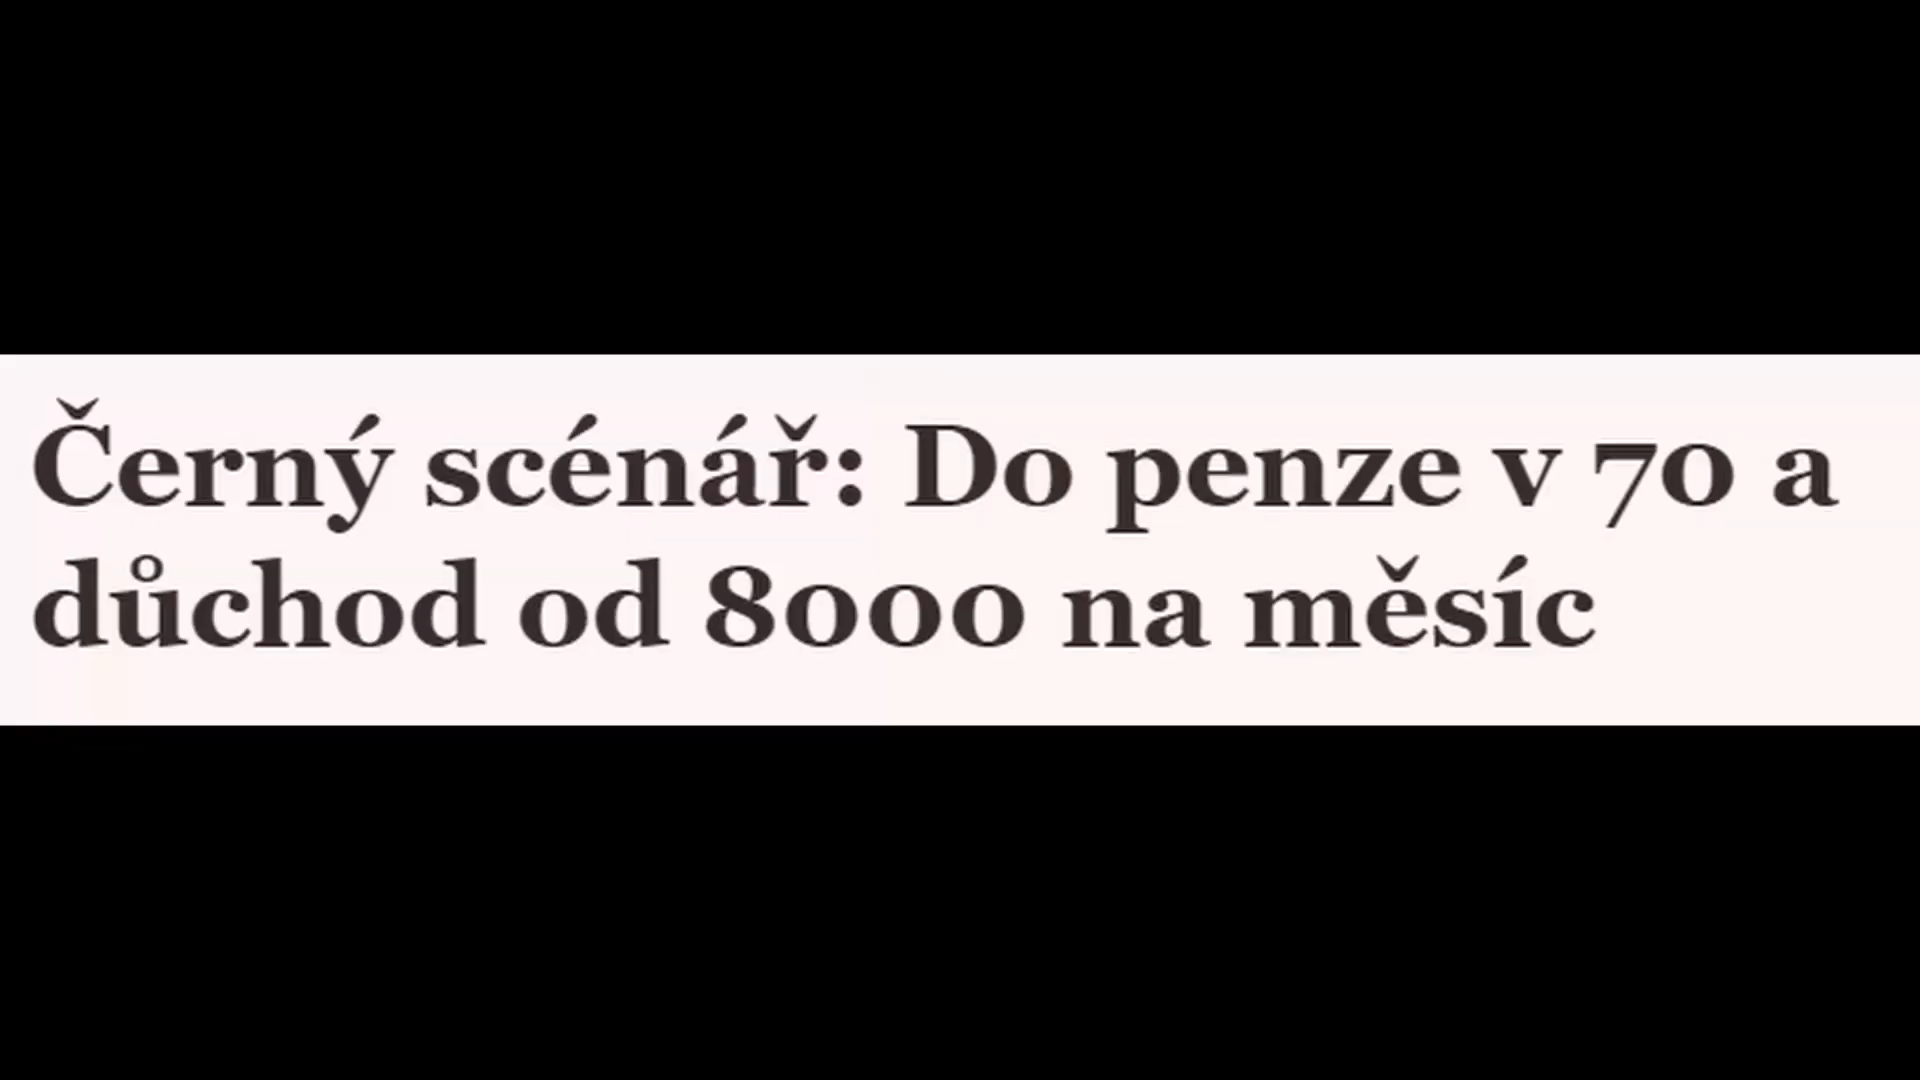 Černý scénář: Do penze v 70 a
důchod od 8000 na měsíc